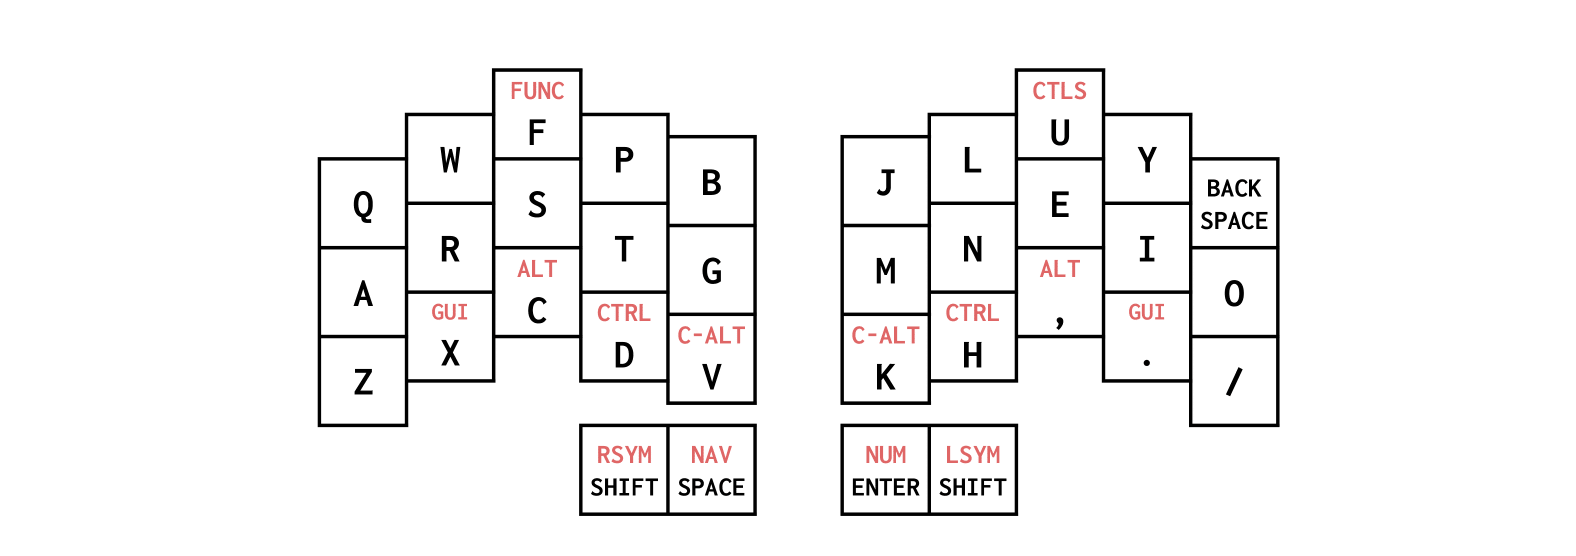 FUNC
F
W
P
B
Q
S
R
T
G
A
ALT
C
GUI
X
CTRL
D
C-ALT
V
Z
RSYM
SHIFT
NAV
SPACE
CTLS
U
L
Y
J
BACK
SPACE
E
N
I
M
O
ALT
,
CTRL
H
GUI
.
C-ALT
K
/
NUM
ENTER
LSYM
SHIFT